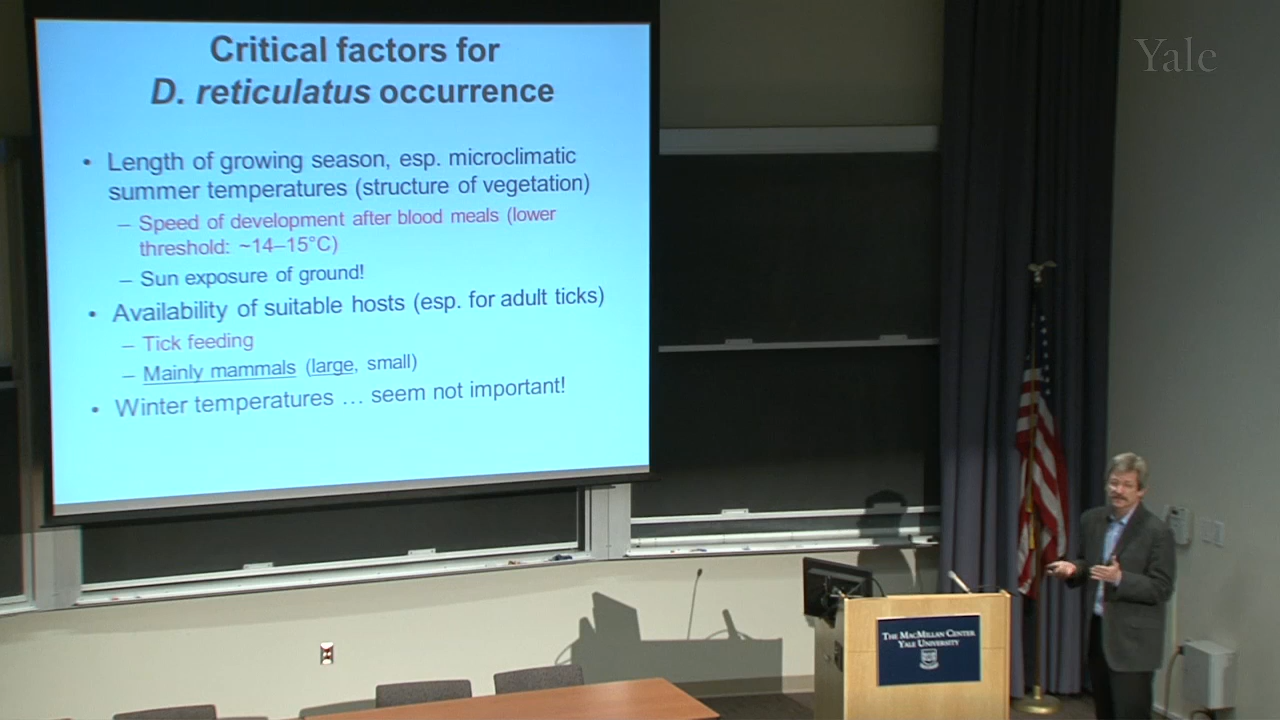 Critical factors for
D. reticulatus occurrence
• Length of growing season, esp. microclimatic
summer temperatures (structure of vegetation)
– Speed of development after blood meals (lower
threshold: ~14–15°C)
– Sun exposure of ground!
• Availability of suitable hosts (esp. for adult ticks)
– Tick feeding
– Mainly mammals (large, small)
• Winter temperatures … seem not important!
Yale
THE MACMILLAN CENTER
YALE UNIVERSITY